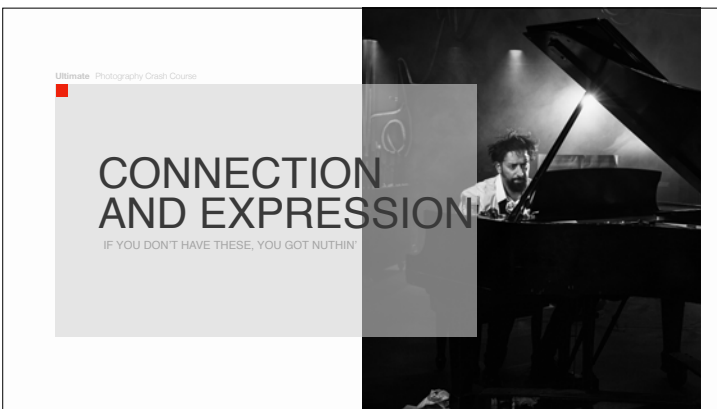 Ultimate Photography Crash Course
CONNECTION
AND EXPRESSION
IF YOU DON'T HAVE THESE, YOU GOT NUTHIN'